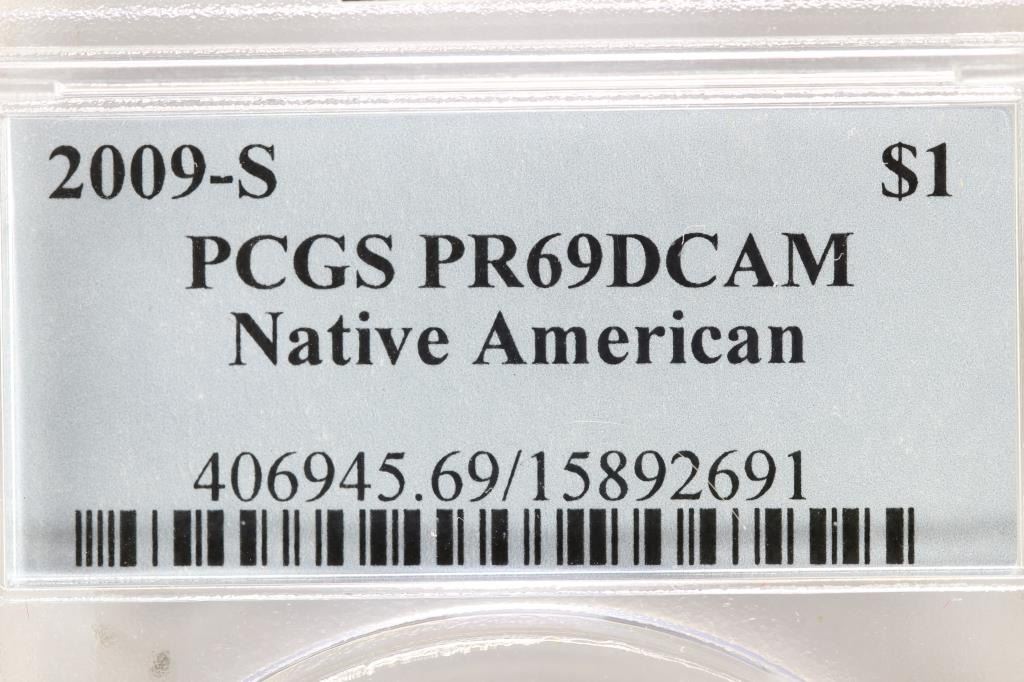 2009-S $1
PCGS PR69DCAM
Native American
406945.69/15892691